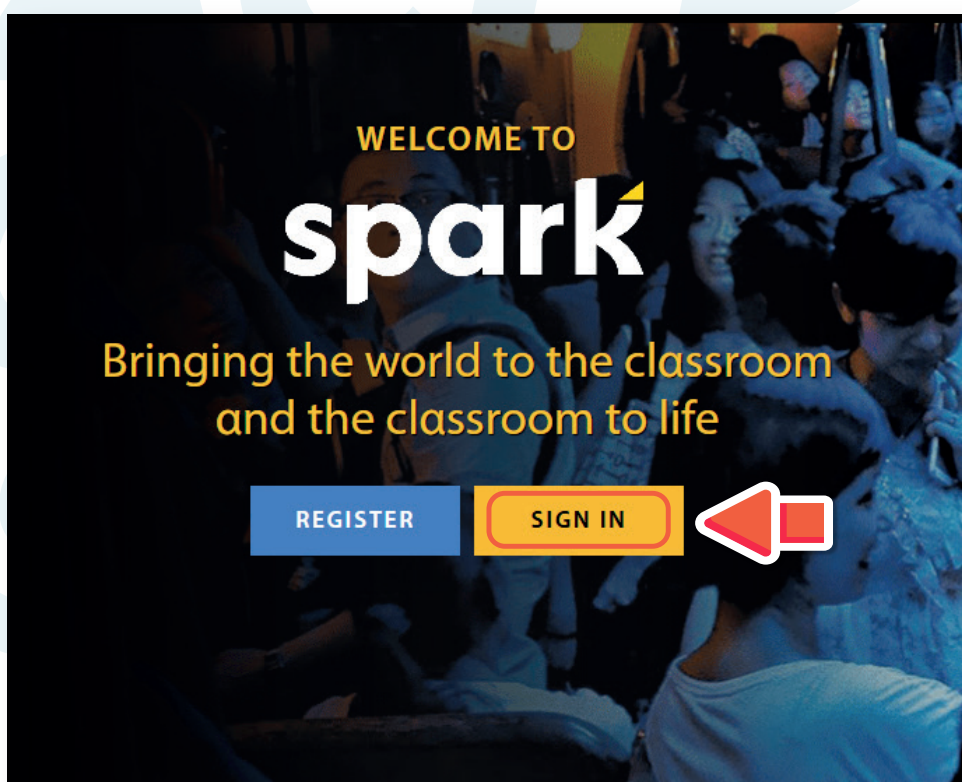 WELCOME TO
spark
Bringing the world to the classroom
and the classroom to life
REGISTER
SIGN IN